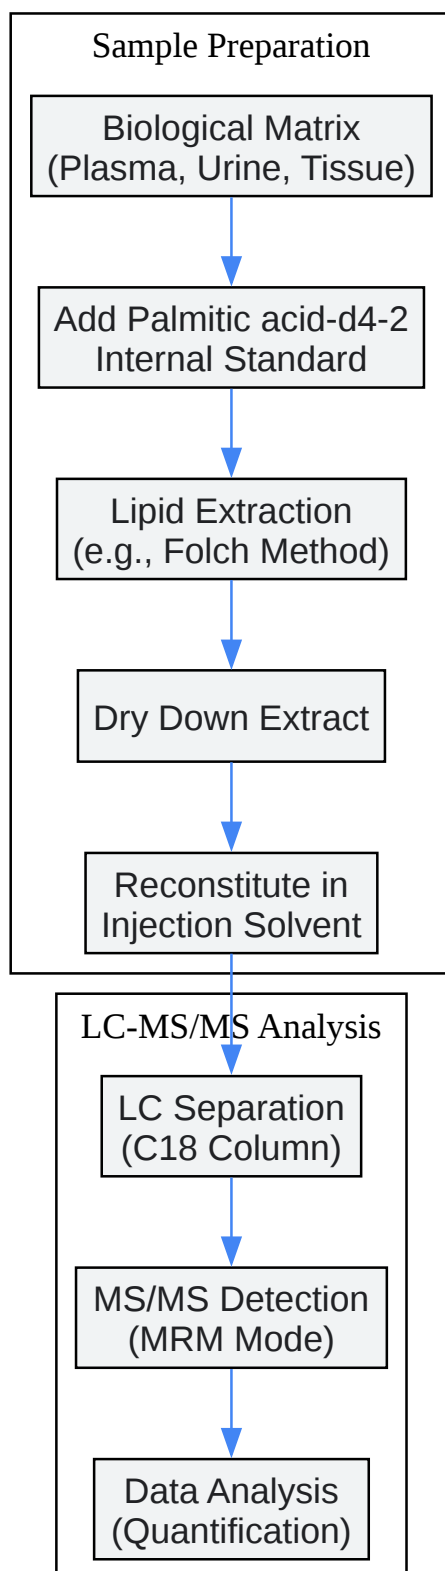 Sample Preparation
Biological Matrix
(Plasma, Urine, Tissue)
Add Palmitic acid-d4-2
Internal Standard
Lipid Extraction
(e.g., Folch Method)
Dry Down Extract
Reconstitute in
Injection Solvent
LC-MS/MS Analysis
LC Separation
(C18 Column)
MS/MS Detection
(MRM Mode)
Data Analysis
(Quantification)